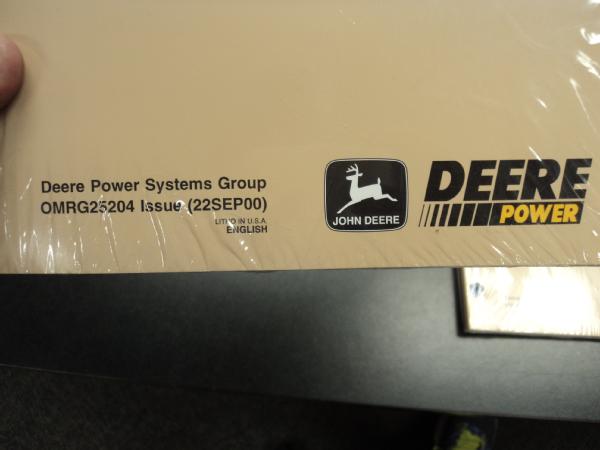 Deere Power Systems Group
OMRG25204 Issue (22SEP00)
LITHO IN U.S.A.
ENGLISH
JOHN DEERE
DEERE
POWER